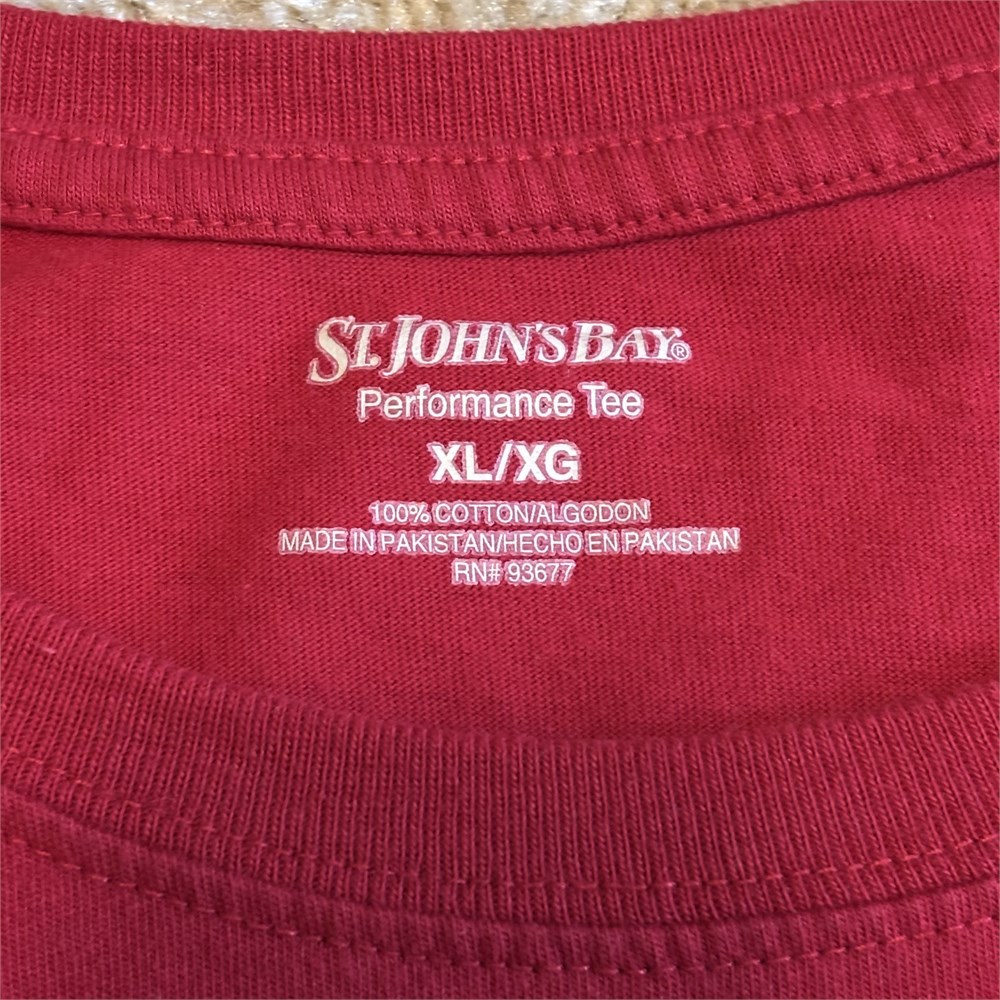 ST. JOHN'S BAY®
Performance Tee
XL/XG
100% COTTON/ALGODON
MADE IN PAKISTAN/HECHO EN PAKISTAN
RN# 93677